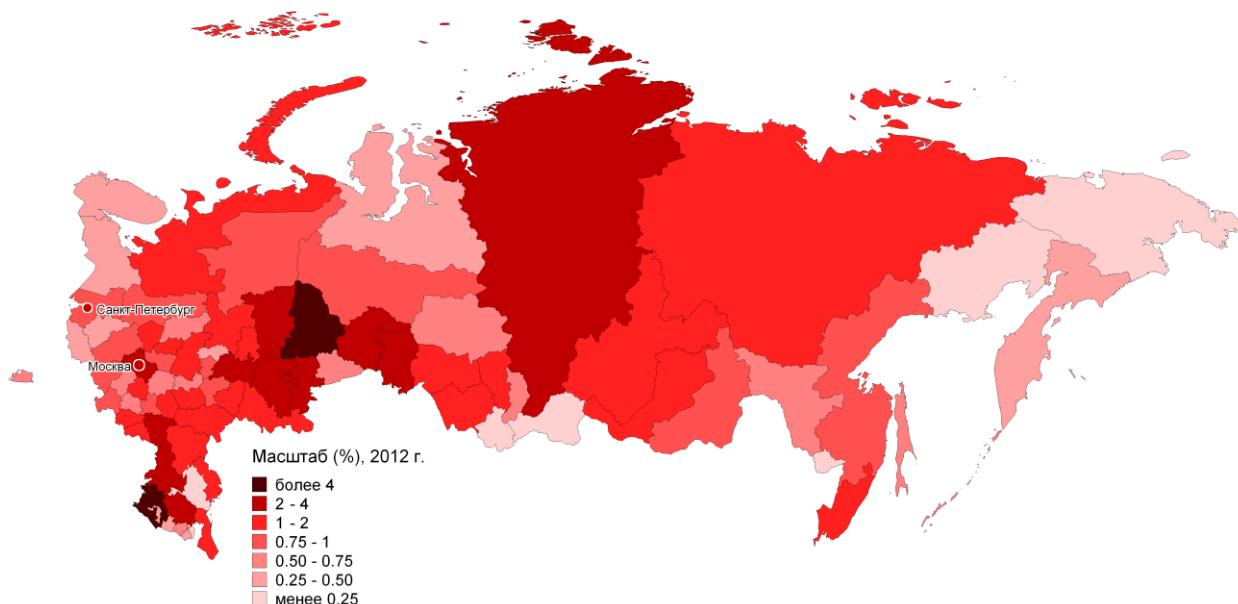 Санкт-Петербург
Москва
Масштаб (%), 2012 г.
более 4
2 - 4
1 - 2
0.75 - 1
0.50 - 0.75
0.25 - 0.50
менее 0.25